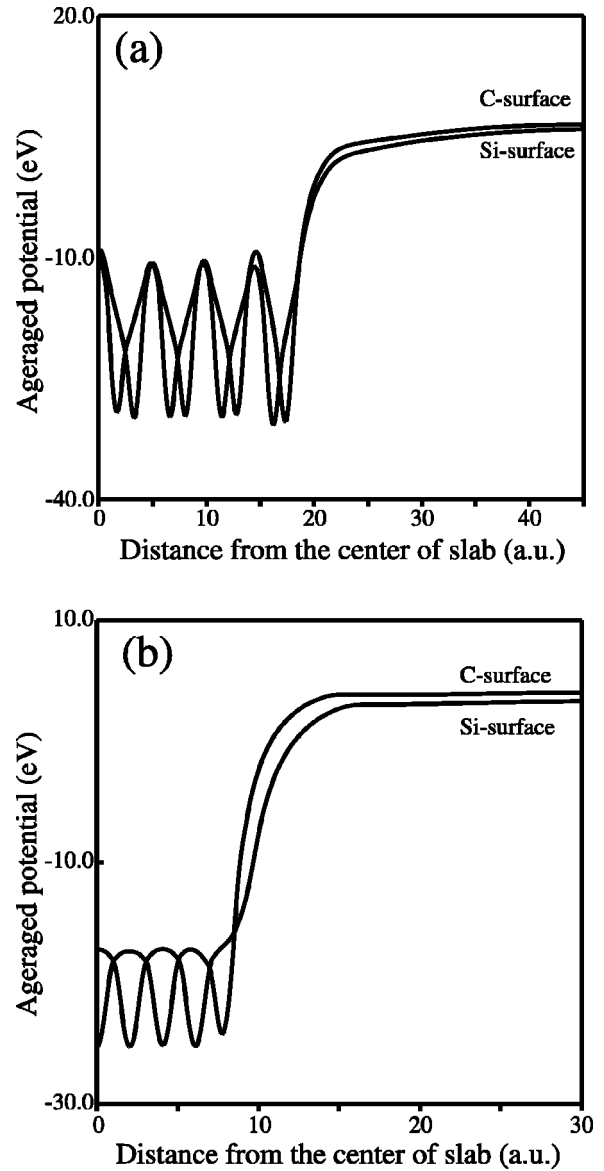 20.0
(a)
C-surface
Si-surface
Ageraged potential (eV)
-10.0
-40.0
0 10 20 30 40
Distance from the center of slab (a.u.)
10.0
(b)
C-surface
Si-surface
Ageraged potential (eV)
-10.0
-30.0
0 10 20 30
Distance from the center of slab (a.u.)